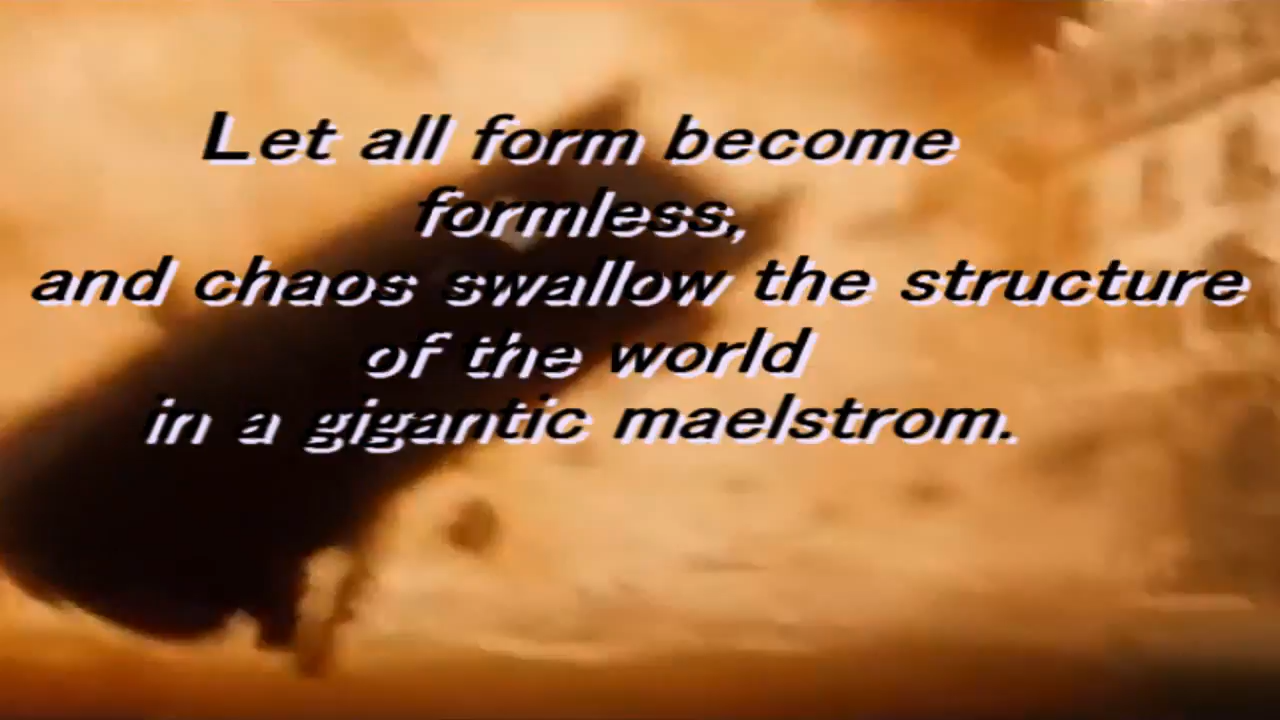 Let all form become
formless,
and chaos swallow the structure
of the world
in a gigantic maelstrom.